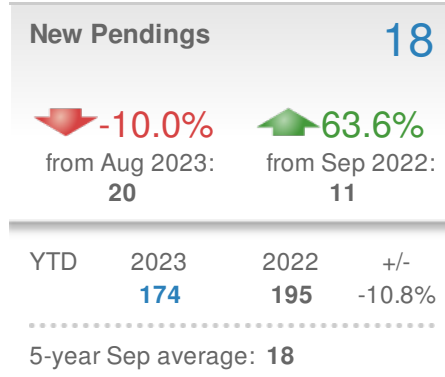 New Pendings 18
-10.0% 63.6%
from Aug 2023: from Sep 2022:
20 11
YTD 2023 2022 +/-
174 195 -10.8%
5-year Sep average: 18